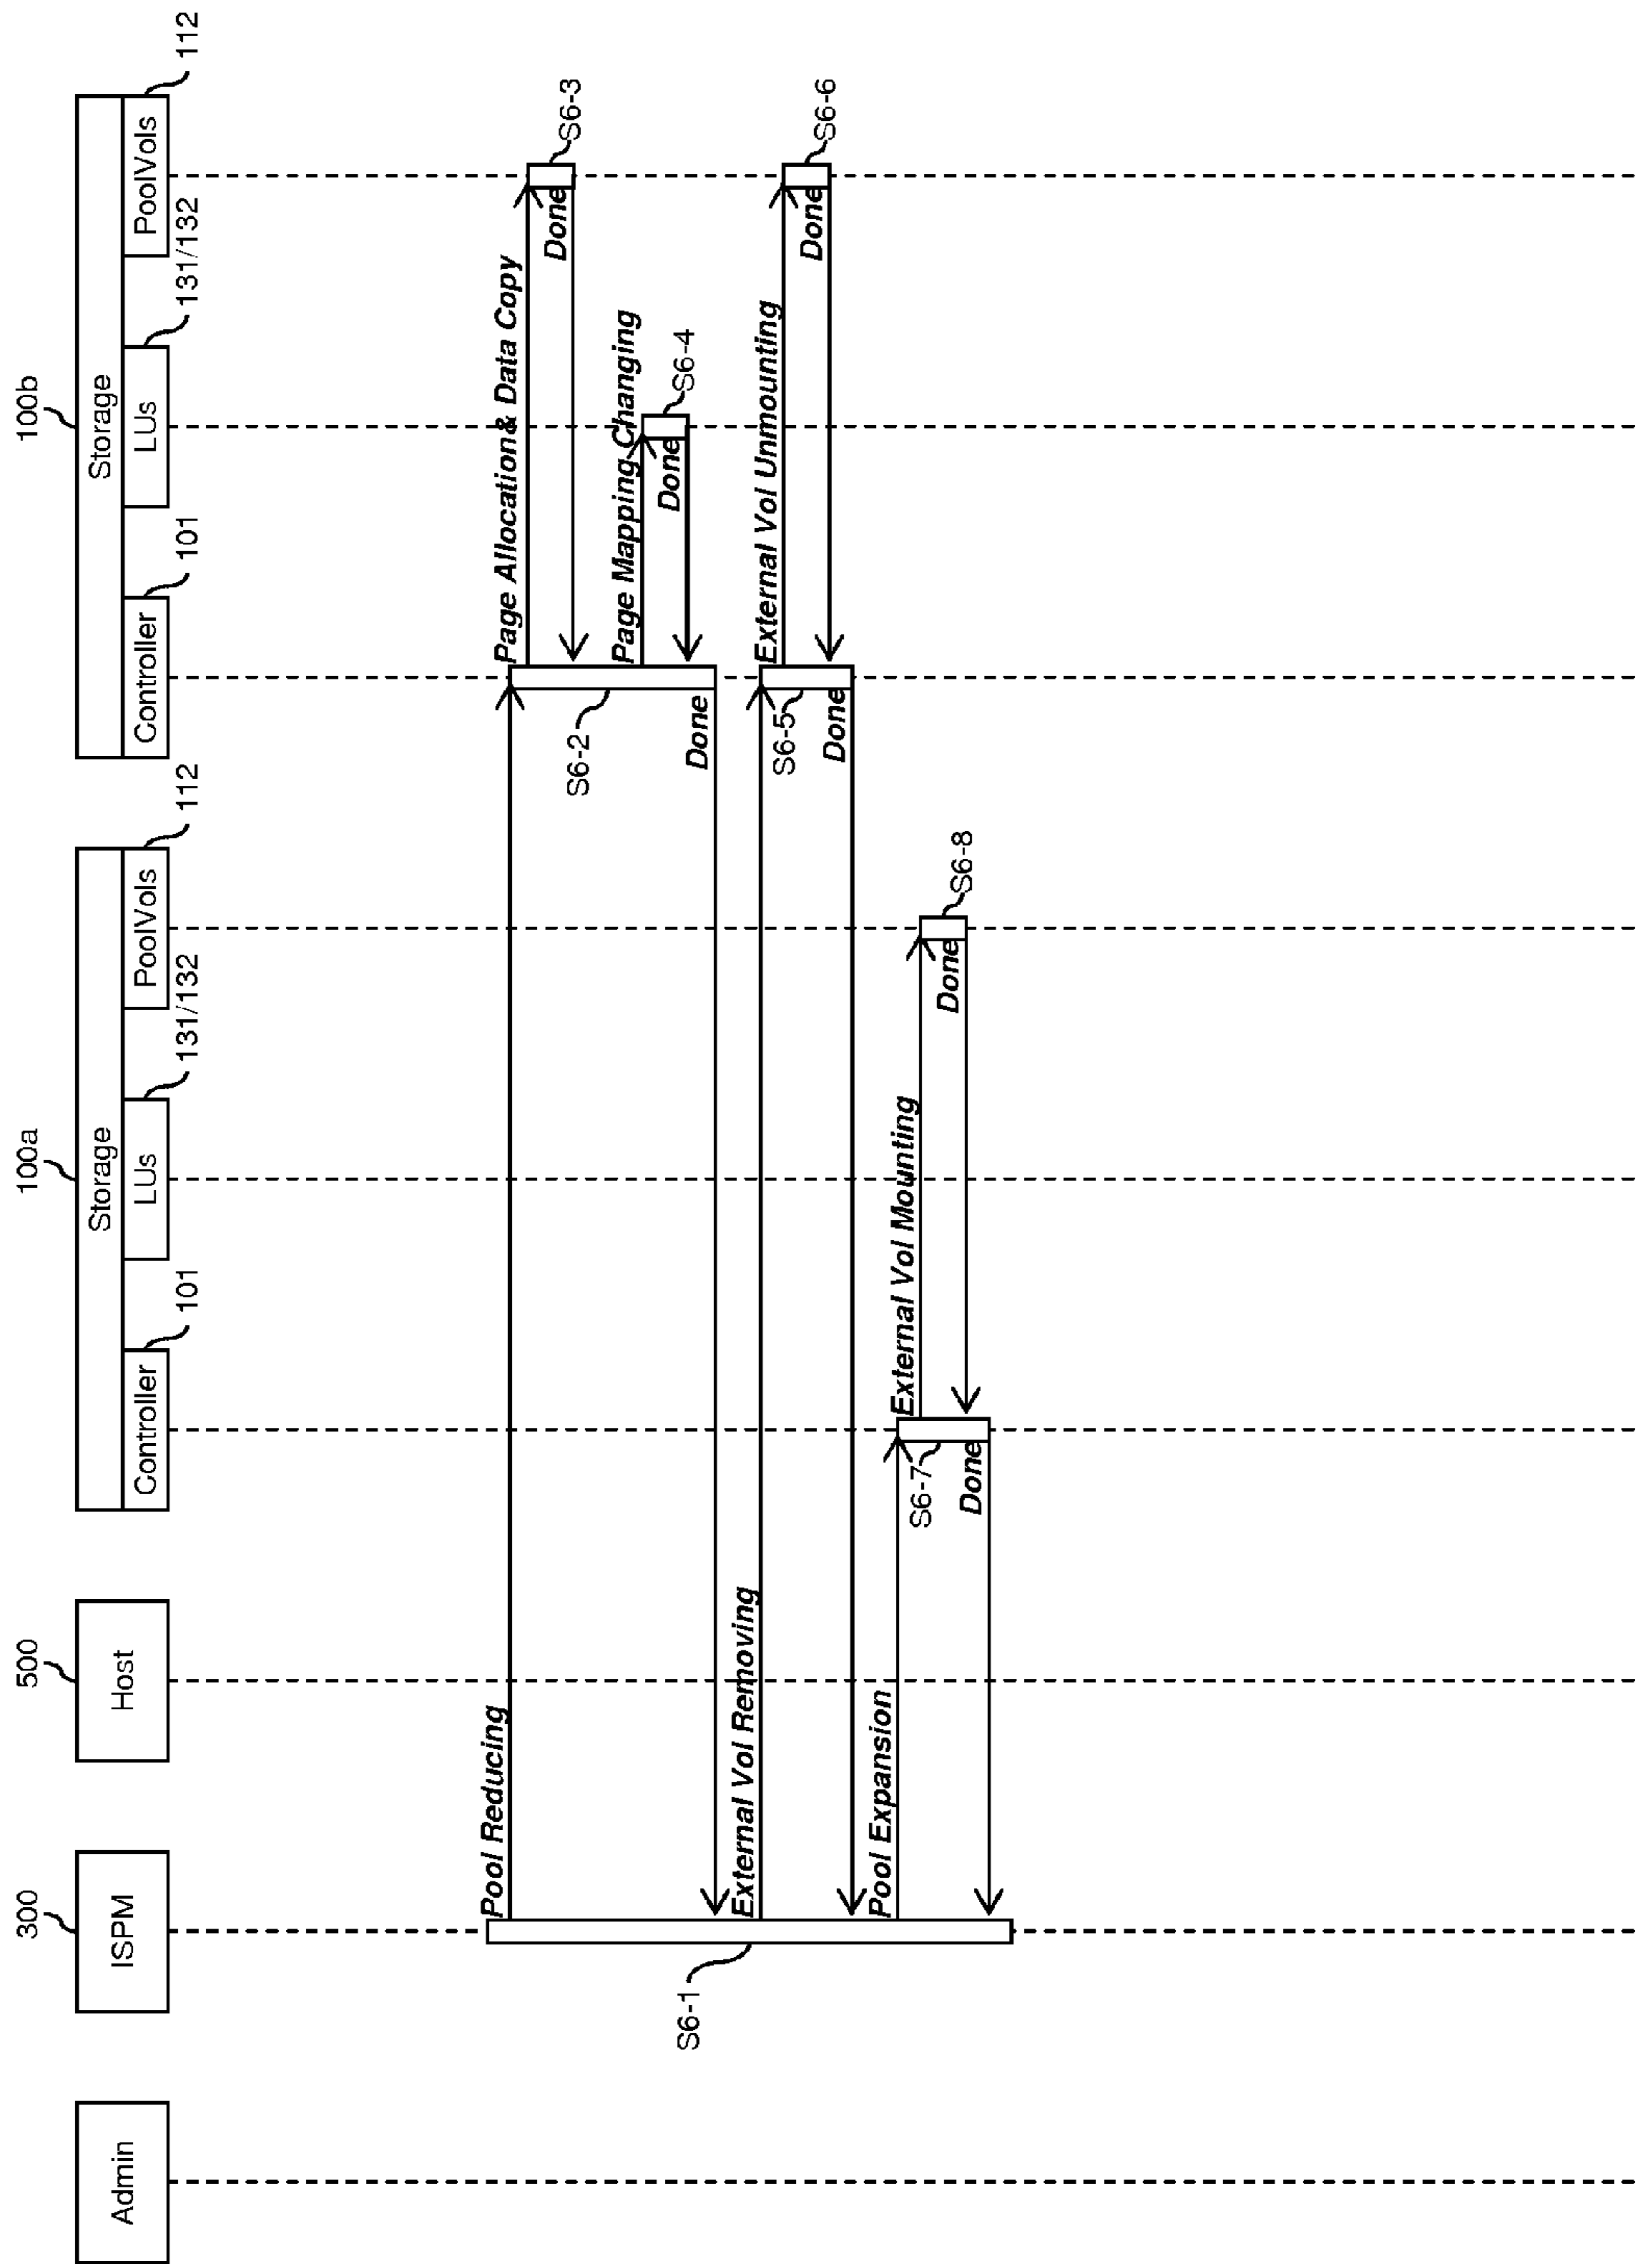 300
500
100a
100b
Admin
ISPM
Host
Storage
Storage
Controller
LUs
PoolVols
Controller
LUs
PoolVols
101
131/132
112
101
131/132
112
Pool Reducing
Page Allocation& Data Copy
S6-3
Done
S6-2
Page Mapping Changing
S6-4
Done
Done
S6-1
External Vol Removing
External Vol Unmounting
S6-5
S6-6
Done
Done
Pool Expansion
External Vol Mounting
S6-7
S6-8
Done
Done